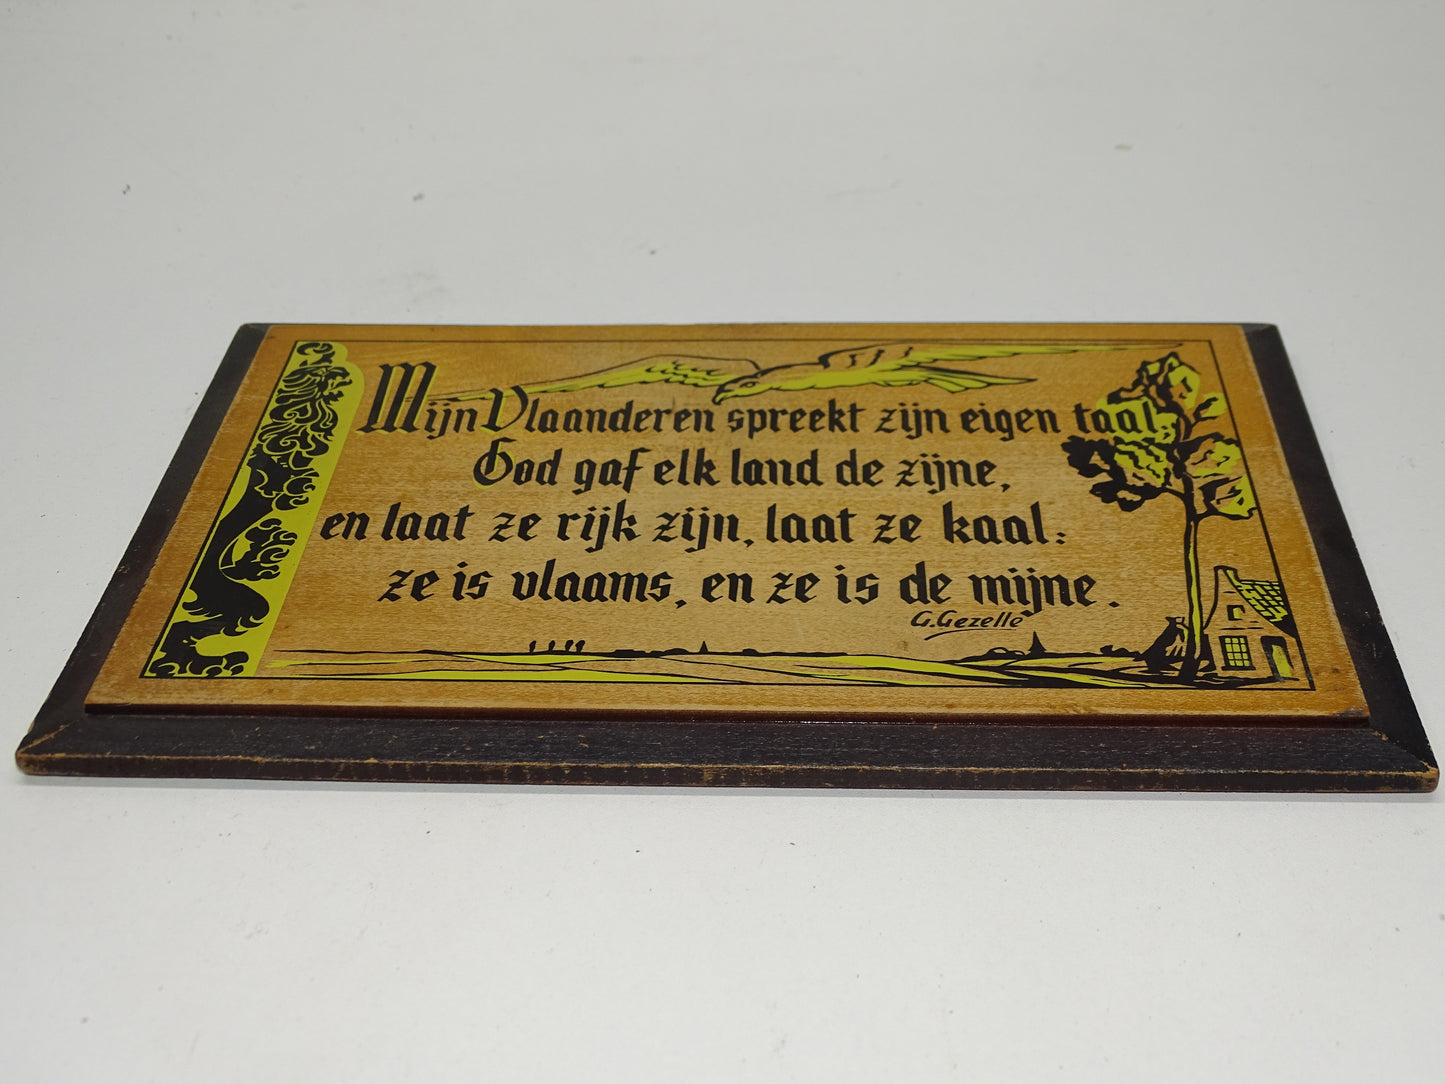 Mijn Vlaanderen spreekt zijn eigen taal,
God gaf elk land de zijne,
en laat ze rijk zijn, laat ze kaal:
ze is vlaams, en ze is de mijne.
G.Gezelle